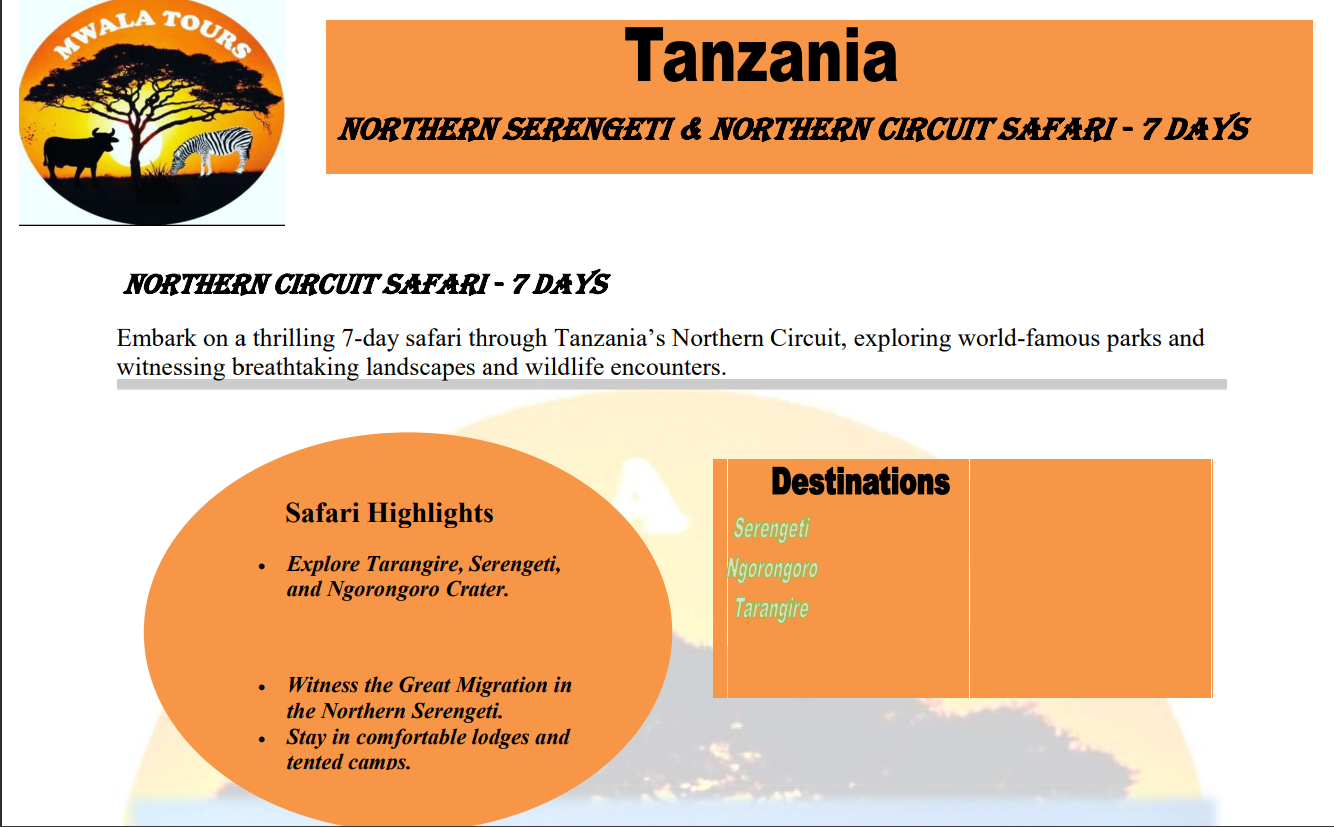 MWALA TOURS
Tanzania
NORTHERN SERENGETI & NORTHERN CIRCUIT SAFARI - 7 DAYS
NORTHERN CIRCUIT SAFARI - 7 DAYS
Embark on a thrilling 7-day safari through Tanzania’s Northern Circuit, exploring world-famous parks and
witnessing breathtaking landscapes and wildlife encounters.
Safari Highlights
• Explore Tarangire, Serengeti,
and Ngorongoro Crater.
• Witness the Great Migration in
the Northern Serengeti.
• Stay in comfortable lodges and
tented camps.
Destinations
Serengeti
Ngorongoro
Tarangire
A